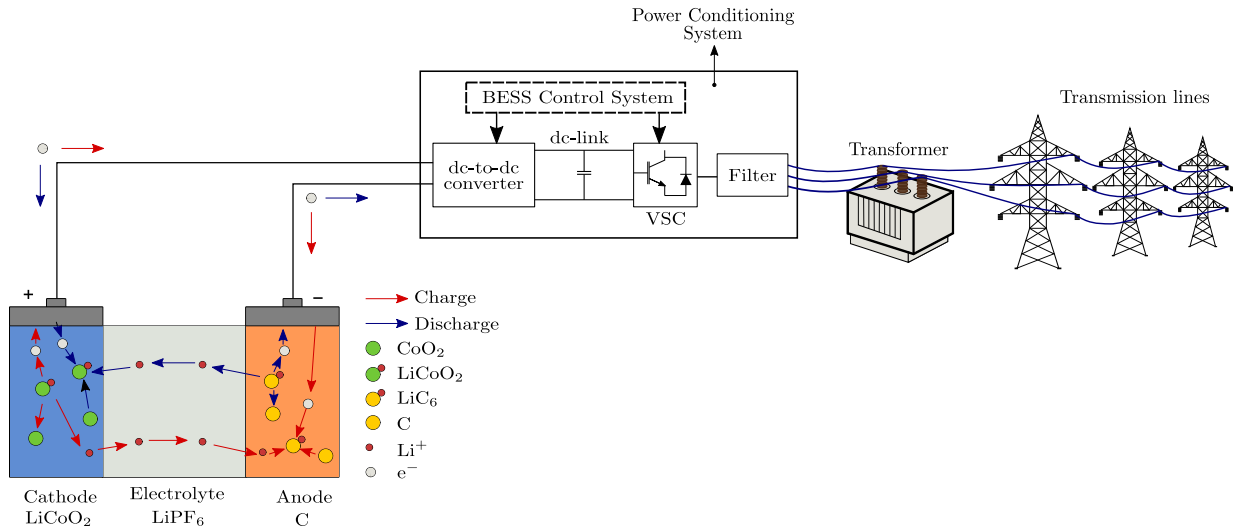 Power Conditioning
System
BESS Control System
dc-link
dc-to-dc
converter
VSC
Filter
Transformer
Transmission lines
+
−
Charge
Discharge
CoO₂
LiCoO₂
LiC₆
C
Li⁺
e⁻
Cathode
LiCoO₂
Electrolyte
LiPF₆
Anode
C